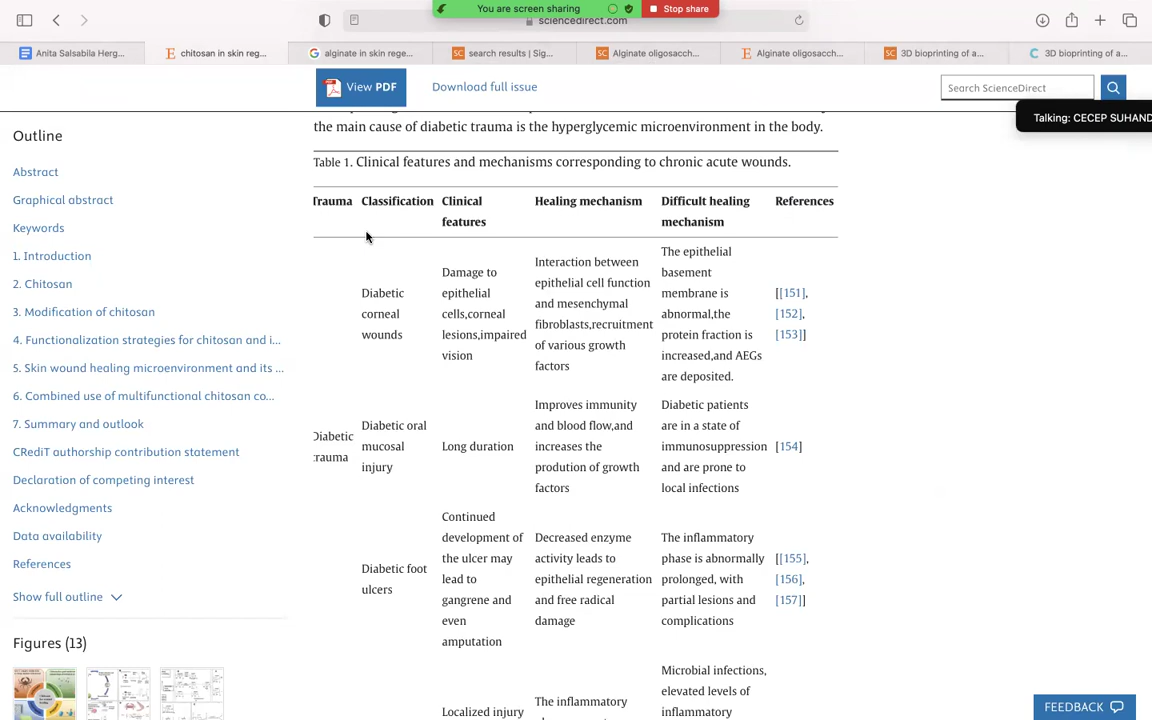 You are screen sharing
Stop share
sciencedirect.com
Anita Salsabila Herg...
chitosan in skin reg...
alginate in skin rege...
search results | Sig...
Alginate oligosacch...
Alginate oligosacch...
3D bioprinting of a...
3D bioprinting of a...
View PDF
Download full issue
Search ScienceDirect
Talking: CECEP SUHAND
Outline
Abstract
Graphical abstract
Keywords
1. Introduction
2. Chitosan
3. Modification of chitosan
4. Functionalization strategies for chitosan and i...
5. Skin wound healing microenvironment and its ...
6. Combined use of multifunctional chitosan co...
7. Summary and outlook
CRediT authorship contribution statement
Declaration of competing interest
Acknowledgments
Data availability
References
Show full outline
Figures (13)
the main cause of diabetic trauma is the hyperglycemic microenvironment in the body.
Table 1. Clinical features and mechanisms corresponding to chronic acute wounds.
Trauma
Classification
Clinical
features
Healing mechanism
Difficult healing
mechanism
References
Diabetic
trauma
Diabetic
corneal
wounds
Damage to
epithelial
cells,corneal
lesions,impaired
vision
Interaction between
epithelial cell function
and mesenchymal
fibroblasts,recruitment
of various growth
factors
The epithelial
basement
membrane is
abnormal,the
protein fraction is
increased,and AEGs
are deposited.
[[151],
[152],
[153]]
Diabetic oral
mucosal
injury
Long duration
Improves immunity
and blood flow,and
increases the
prodution of growth
factors
Diabetic patients
are in a state of
immunosuppression
and are prone to
local infections
[154]
Diabetic foot
ulcers
Continued
development of
the ulcer may
lead to
gangrene and
even
amputation
Decreased enzyme
activity leads to
epithelial regeneration
and free radical
damage
The inflammatory
phase is abnormally
prolonged, with
partial lesions and
complications
[[155],
[156],
[157]]
Localized injury
The inflammatory
Microbial infections,
elevated levels of
inflammatory
FEEDBACK